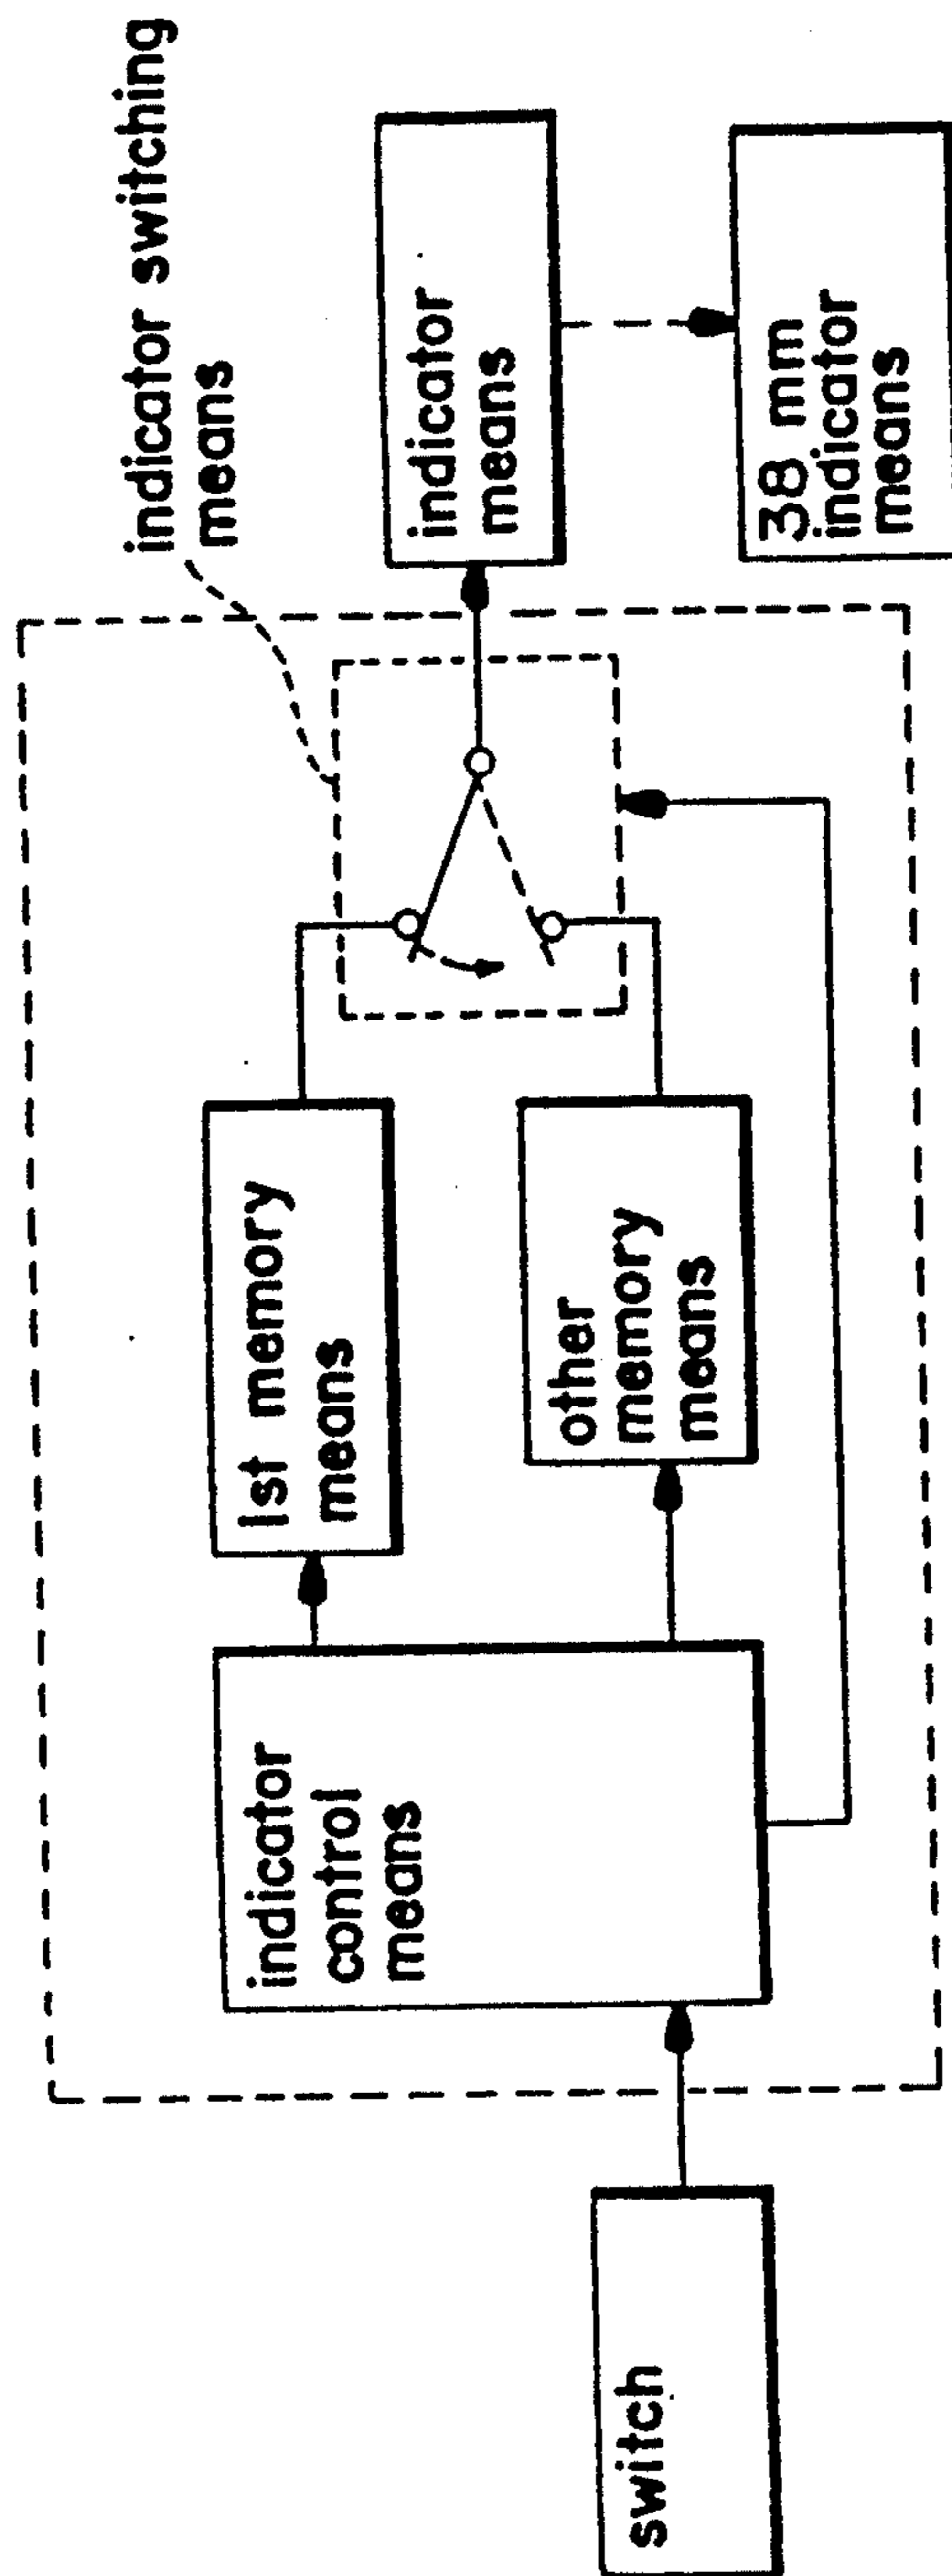 indicator switching
means
switch
indicator
control
means
1st memory
means
other
memory
means
indicator
means
38 mm
indicator
means